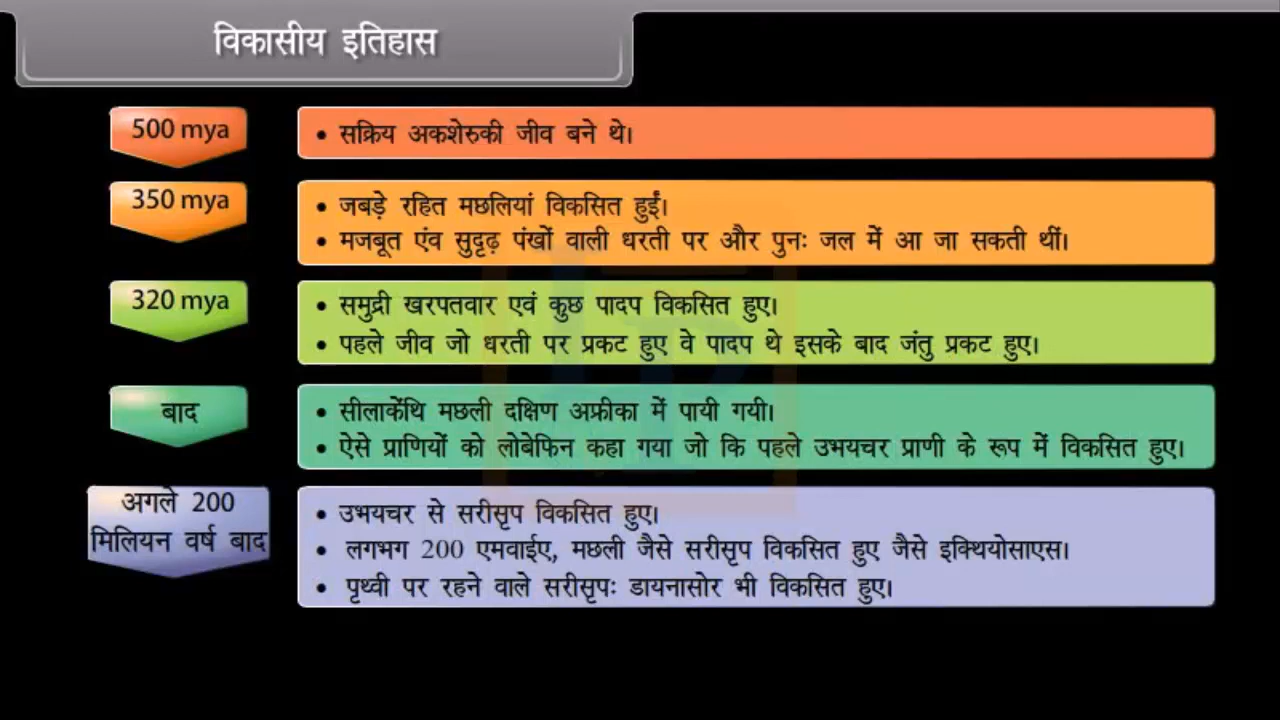 विकासीय इतिहास
500 mya
• सक्रिय अकशेरुकी जीव बने थे।
350 mya
• जबड़े रहित मछलियां विकसित हुईं।
• मजबूत एंव सुदृढ़ पंखों वाली धरती पर और पुनः जल में आ जा सकती थीं।
320 mya
• समुद्री खरपतवार एवं कुछ पादप विकसित हुए।
• पहले जीव जो धरती पर प्रकट हुए वे पादप थे इसके बाद जंतु प्रकट हुए।
बाद
• सीलाकेंथि मछली दक्षिण अफ्रीका में पायी गयी।
• ऐसे प्राणियों को लोबेफिन कहा गया जो कि पहले उभयचर प्राणी के रूप में विकसित हुए।
अगले 200
मिलियन वर्ष बाद
• उभयचर से सरीसृप विकसित हुए।
• लगभग 200 एमवाईए, मछली जैसे सरीसृप विकसित हुए जैसे इक्थियोसाएस।
• पृथ्वी पर रहने वाले सरीसृपः डायनासोर भी विकसित हुए।